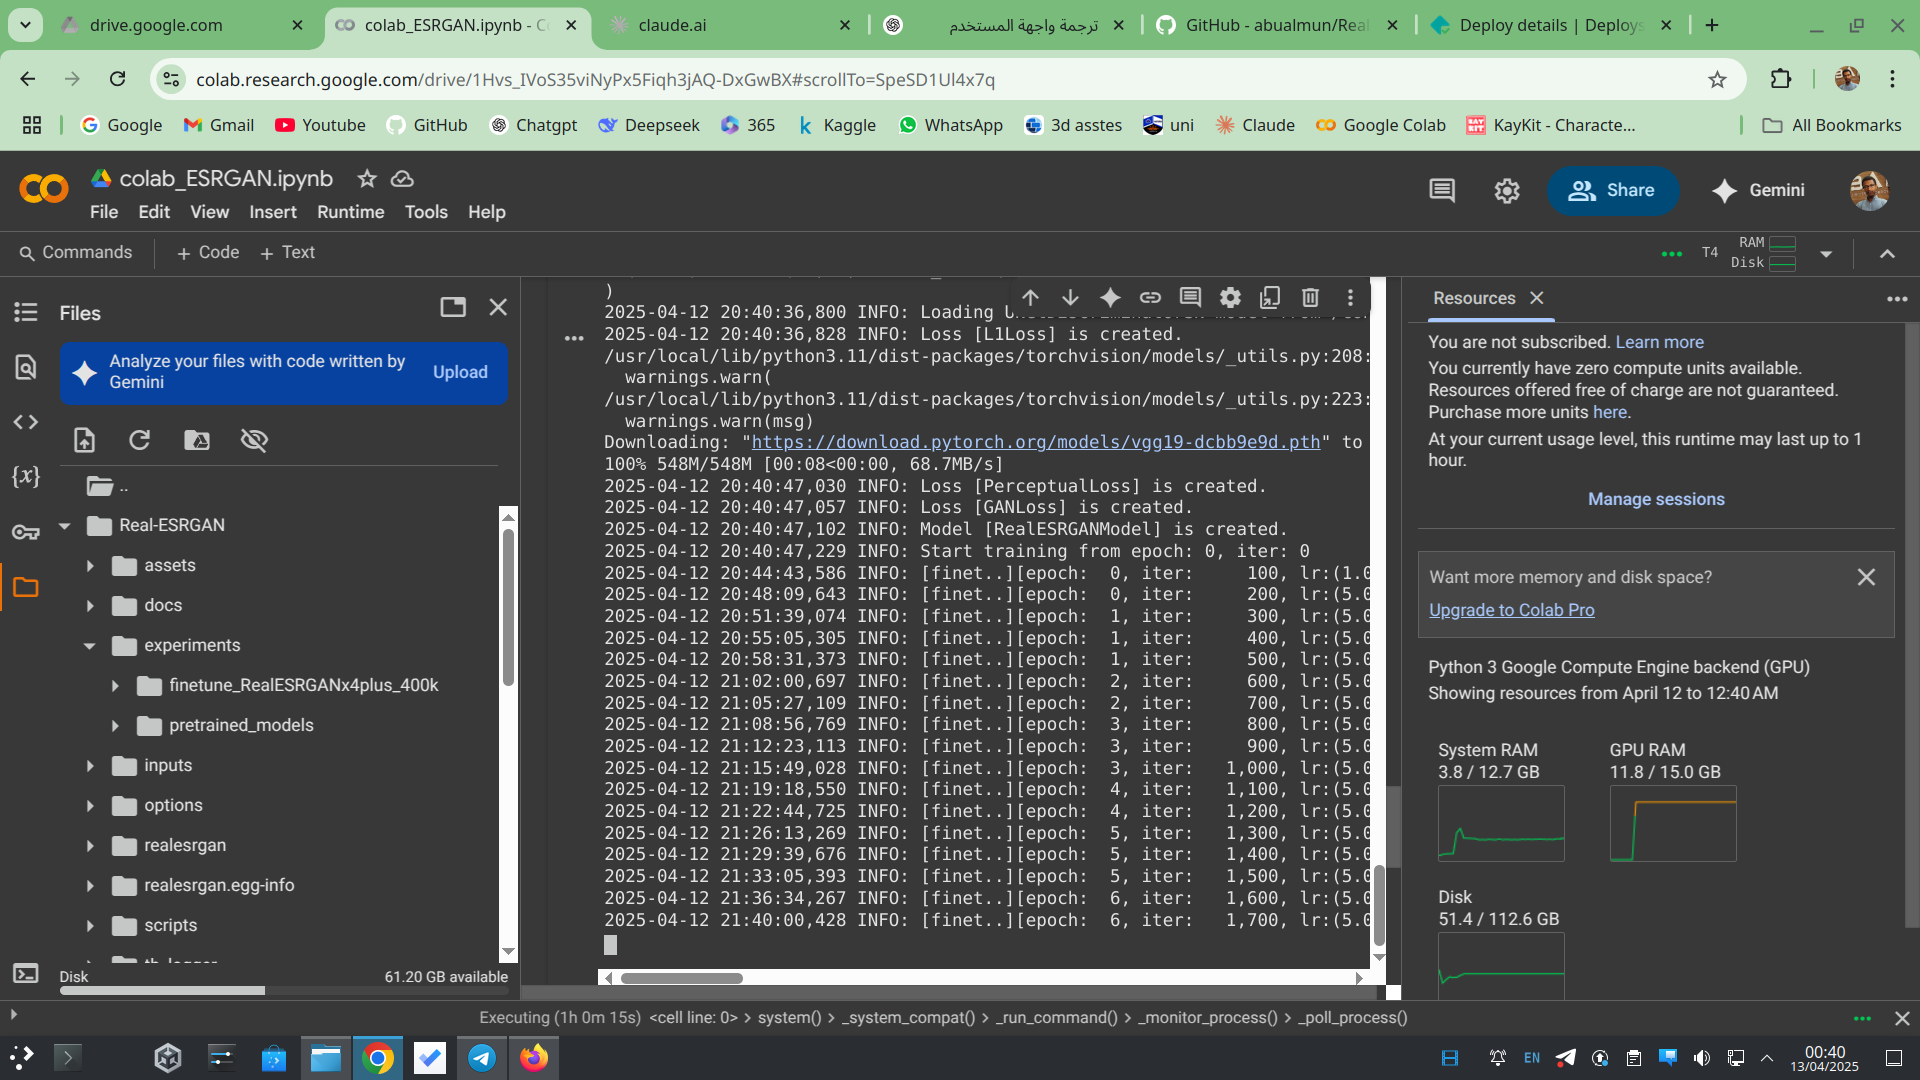 drive.google.com
colab_ESRGAN.ipynb - Co
claude.ai
ترجمة واجهة المستخدم
GitHub - abualmun/Real
Deploy details | Deploys
colab.research.google.com/drive/1Hvs_IVoS35viNyPx5Fiqh3jAQ-DxGwBX#scrollTo=SpeSD1Ul4x7q
Google
Gmail
Youtube
GitHub
Chatgpt
Deepseek
365
Kaggle
WhatsApp
3d asstes
uni
Claude
Google Colab
KayKit - Characte...
All Bookmarks
colab_ESRGAN.ipynb
File Edit View Insert Runtime Tools Help
Share
Gemini
Commands
+ Code
+ Text
T4
RAM
Disk
Files
Analyze your files with code written by
Gemini
Upload
..
Real-ESRGAN
assets
docs
experiments
finetune_RealESRGANx4plus_400k
pretrained_models
inputs
options
realesrgan
realesrgan.egg-info
scripts
Disk
61.20 GB available
)
2025-04-12 20:40:36,800 INFO: Loading
2025-04-12 20:40:36,828 INFO: Loss [L1Loss] is created.
/usr/local/lib/python3.11/dist-packages/torchvision/models/_utils.py:208:
warnings.warn(
/usr/local/lib/python3.11/dist-packages/torchvision/models/_utils.py:223:
warnings.warn(msg)
Downloading: "https://download.pytorch.org/models/vgg19-dcbb9e9d.pth" to
100% 548M/548M [00:08<00:00, 68.7MB/s]
2025-04-12 20:40:47,030 INFO: Loss [PerceptualLoss] is created.
2025-04-12 20:40:47,057 INFO: Loss [GANLoss] is created.
2025-04-12 20:40:47,102 INFO: Model [RealESRGANModel] is created.
2025-04-12 20:40:47,229 INFO: Start training from epoch: 0, iter: 0
2025-04-12 20:44:43,586 INFO: [finet..][epoch: 0, iter: 100, lr:(1.0
2025-04-12 20:48:09,643 INFO: [finet..][epoch: 0, iter: 200, lr:(5.0
2025-04-12 20:51:39,074 INFO: [finet..][epoch: 1, iter: 300, lr:(5.0
2025-04-12 20:55:05,305 INFO: [finet..][epoch: 1, iter: 400, lr:(5.0
2025-04-12 20:58:31,373 INFO: [finet..][epoch: 1, iter: 500, lr:(5.0
2025-04-12 21:02:00,697 INFO: [finet..][epoch: 2, iter: 600, lr:(5.0
2025-04-12 21:05:27,109 INFO: [finet..][epoch: 2, iter: 700, lr:(5.0
2025-04-12 21:08:56,769 INFO: [finet..][epoch: 3, iter: 800, lr:(5.0
2025-04-12 21:12:23,113 INFO: [finet..][epoch: 3, iter: 900, lr:(5.0
2025-04-12 21:15:49,028 INFO: [finet..][epoch: 3, iter: 1,000, lr:(5.0
2025-04-12 21:19:18,550 INFO: [finet..][epoch: 4, iter: 1,100, lr:(5.0
2025-04-12 21:22:44,725 INFO: [finet..][epoch: 4, iter: 1,200, lr:(5.0
2025-04-12 21:26:13,269 INFO: [finet..][epoch: 5, iter: 1,300, lr:(5.0
2025-04-12 21:29:39,676 INFO: [finet..][epoch: 5, iter: 1,400, lr:(5.0
2025-04-12 21:33:05,393 INFO: [finet..][epoch: 5, iter: 1,500, lr:(5.0
2025-04-12 21:36:34,267 INFO: [finet..][epoch: 6, iter: 1,600, lr:(5.0
2025-04-12 21:40:00,428 INFO: [finet..][epoch: 6, iter: 1,700, lr:(5.0
Resources
You are not subscribed. Learn more
You currently have zero compute units available.
Resources offered free of charge are not guaranteed.
Purchase more units here.
At your current usage level, this runtime may last up to 1
hour.
Manage sessions
Want more memory and disk space?
Upgrade to Colab Pro
Python 3 Google Compute Engine backend (GPU)
Showing resources from April 12 to 12:40 AM
System RAM
3.8 / 12.7 GB
GPU RAM
11.8 / 15.0 GB
Disk
51.4 / 112.6 GB
Executing (1h 0m 15s) <cell line: 0> > system() > _system_compat() > _run_command() > _monitor_process() > _poll_process()
EN
00:40
13/04/2025